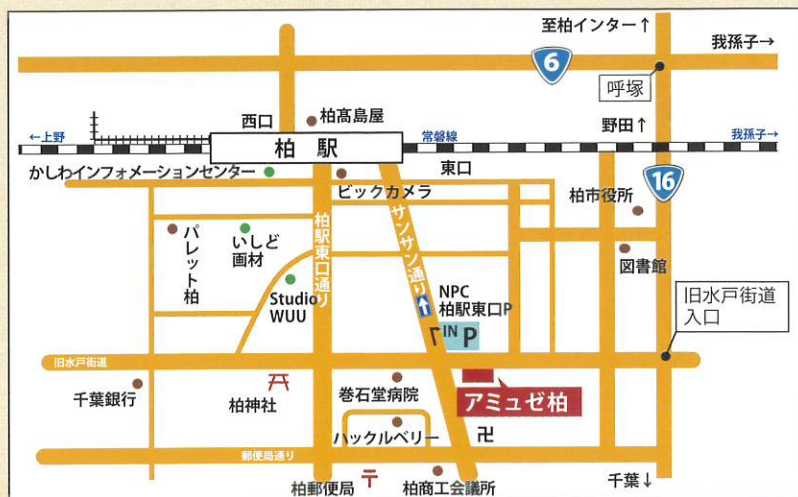 至柏インター↑
我孫子→
6
呼塚
西口
柏髙島屋
←上野
常磐線
野田↑
我孫子→
柏駅
かしわインフォメーションセンター
東口
ビックカメラ
16
柏市役所
パレット柏
いしど
画材
柏駅東口通り
サンサン通り
図書館
Studio
WUU
NPC
柏駅東口P
IN P
旧水戸街道
入口
旧水戸街道
千葉銀行
柏神社
巻石堂病院
アミュゼ柏
ハックルベリー
卍
郵便局通り
柏郵便局
〒
柏商工会議所
千葉↓